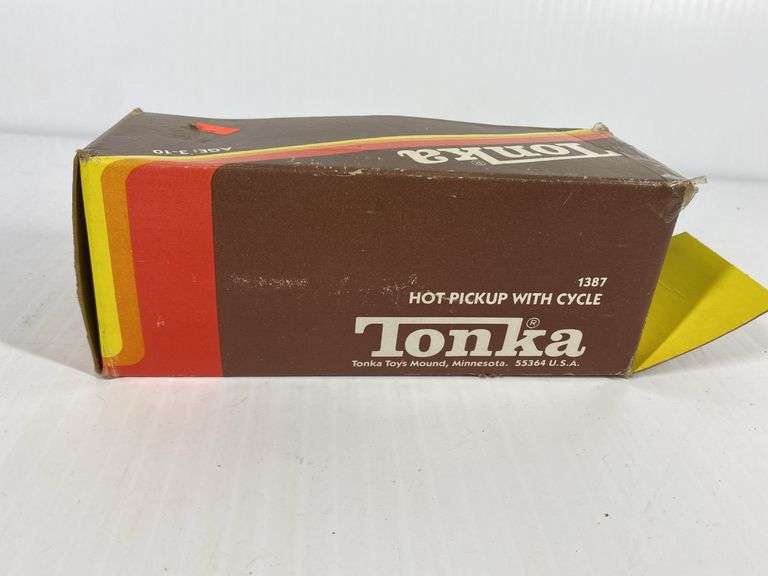 AGE: 3-10
Tonka®
1387
HOT PICKUP WITH CYCLE
Tonka®
Tonka Toys Mound, Minnesota. 55364 U.S.A.